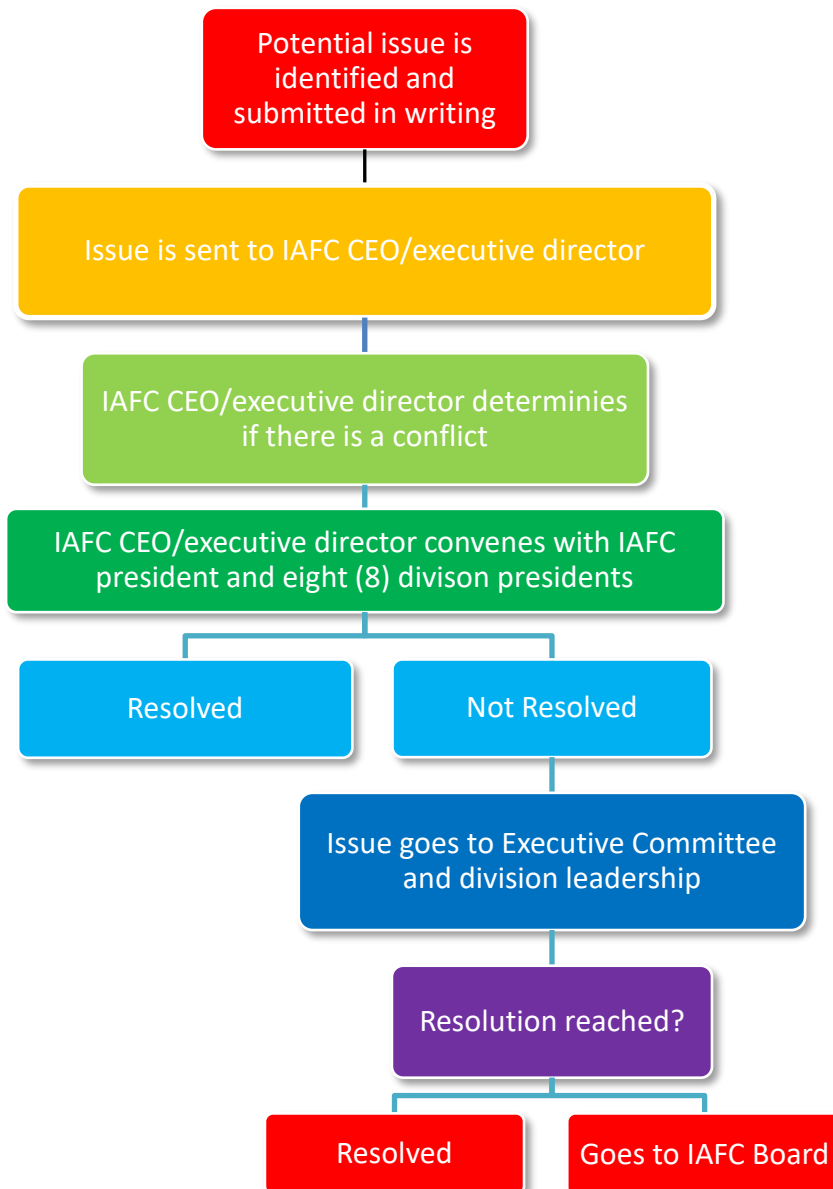 Potential issue is
identified and
submitted in writing
Issue is sent to IAFC CEO/executive director
IAFC CEO/executive director determinies
if there is a conflict
IAFC CEO/executive director convenes with IAFC
president and eight (8) divison presidents
Resolved
Not Resolved
Issue goes to Executive Committee
and division leadership
Resolution reached?
Resolved
Goes to IAFC Board